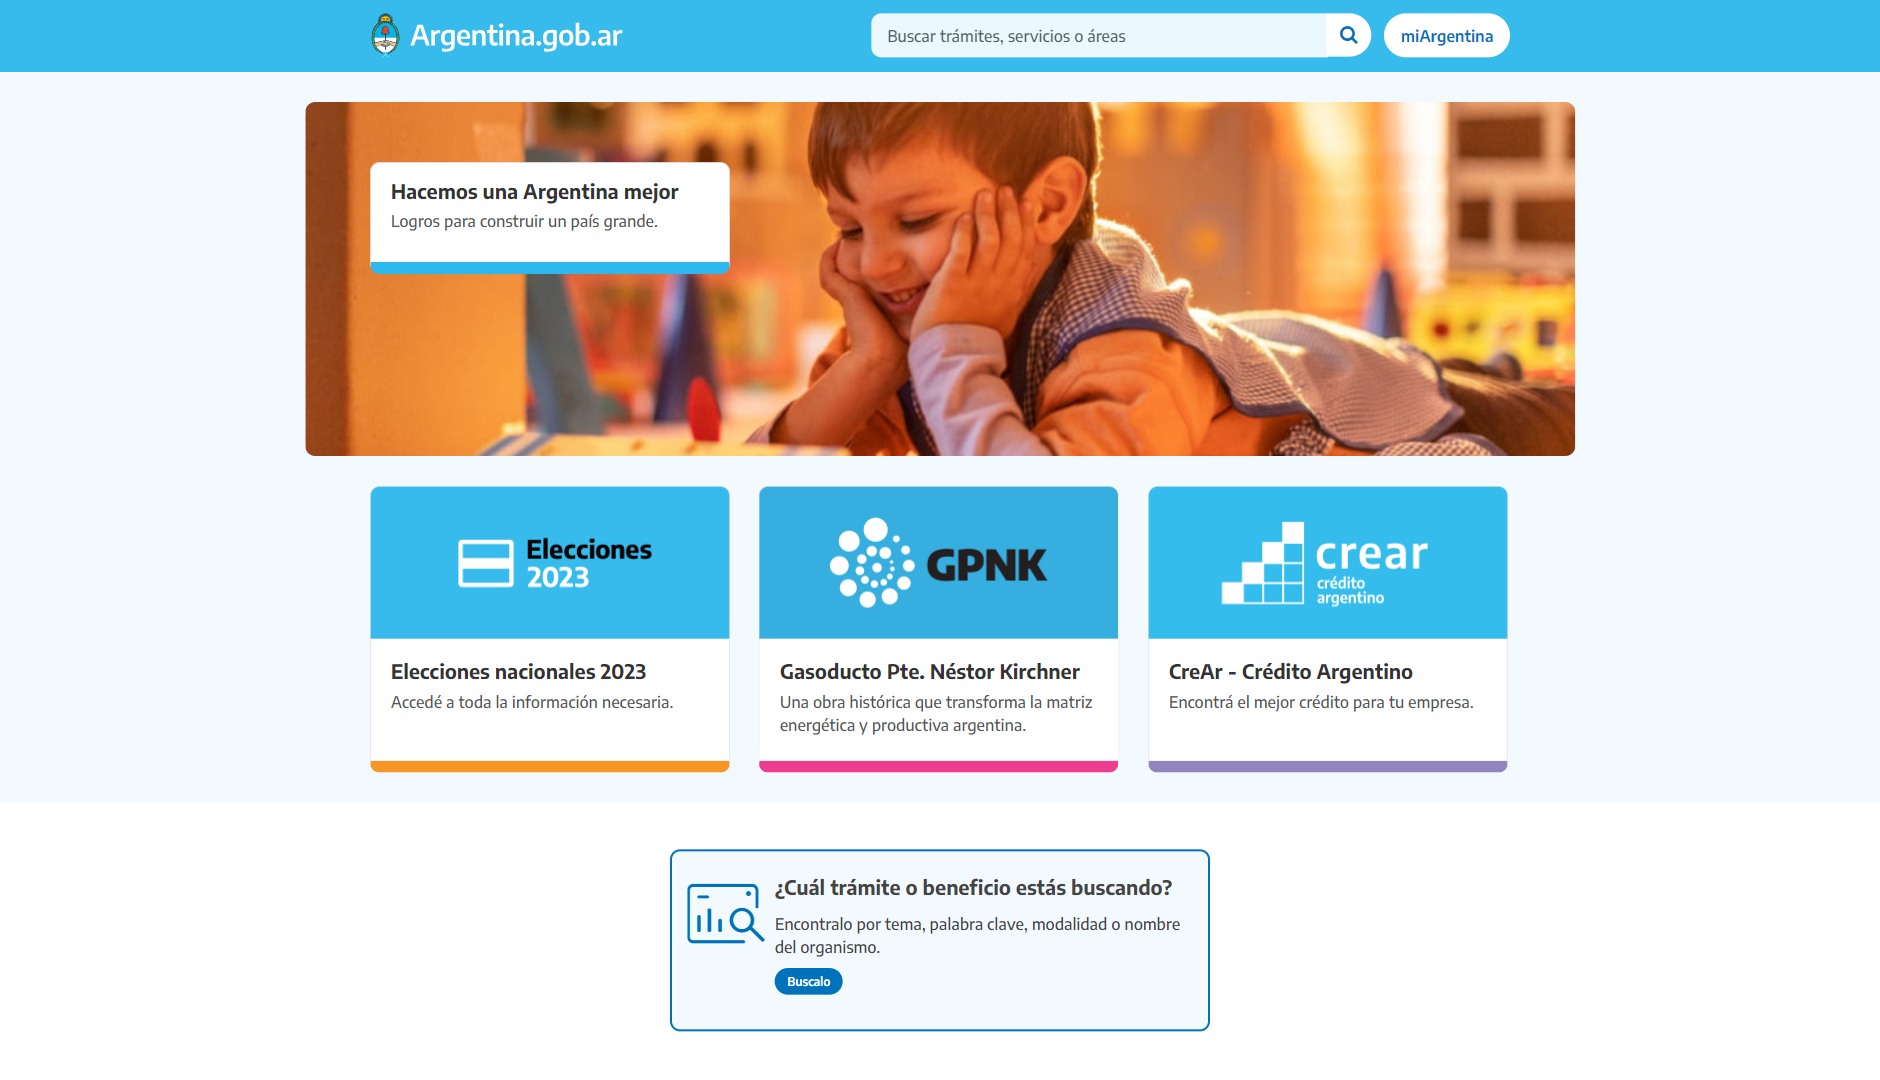 Argentina.gob.ar
Buscar trámites, servicios o áreas
miArgentina
Hacemos una Argentina mejor
Logros para construir un país grande.
Elecciones
2023
Elecciones nacionales 2023
Accedé a toda la información necesaria.
GPNK
Gasoducto Pte. Néstor Kirchner
Una obra histórica que transforma la matriz
energética y productiva argentina.
crear
crédito
argentino
CreAr - Crédito Argentino
Encontrá el mejor crédito para tu empresa.
¿Cuál trámite o beneficio estás buscando?
Encontralo por tema, palabra clave, modalidad o nombre
del organismo.
Buscalo